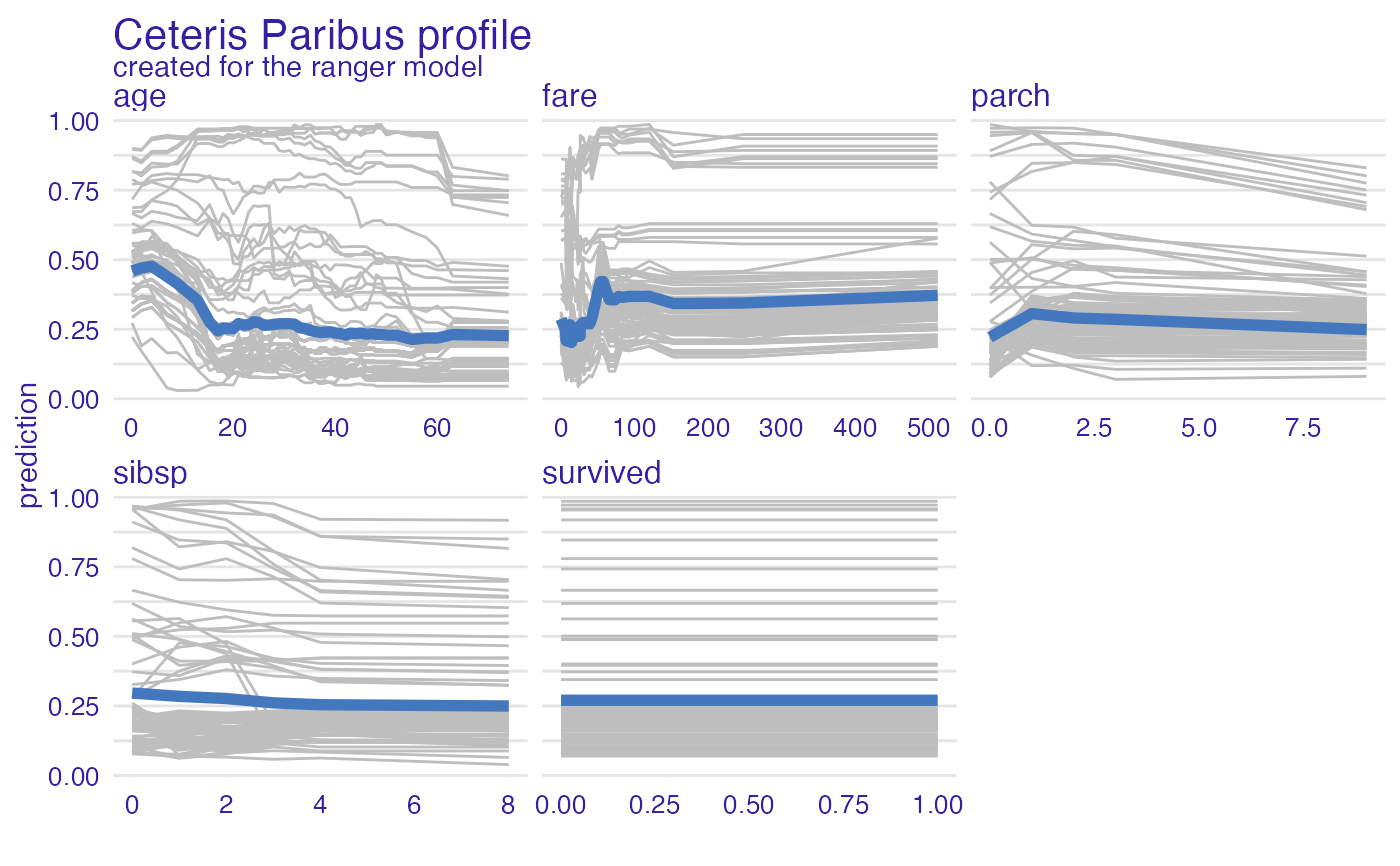 Ceteris Paribus profile
created for the ranger model
age
fare
parch
1.00
0.75
0.50
0.25
0.00
0 20 40 60
0 100 200 300 400 500
0.0 2.5 5.0 7.5
prediction
sibsp
survived
1.00
0.75
0.50
0.25
0.00
0 2 4 6 8
0.00 0.25 0.50 0.75 1.00